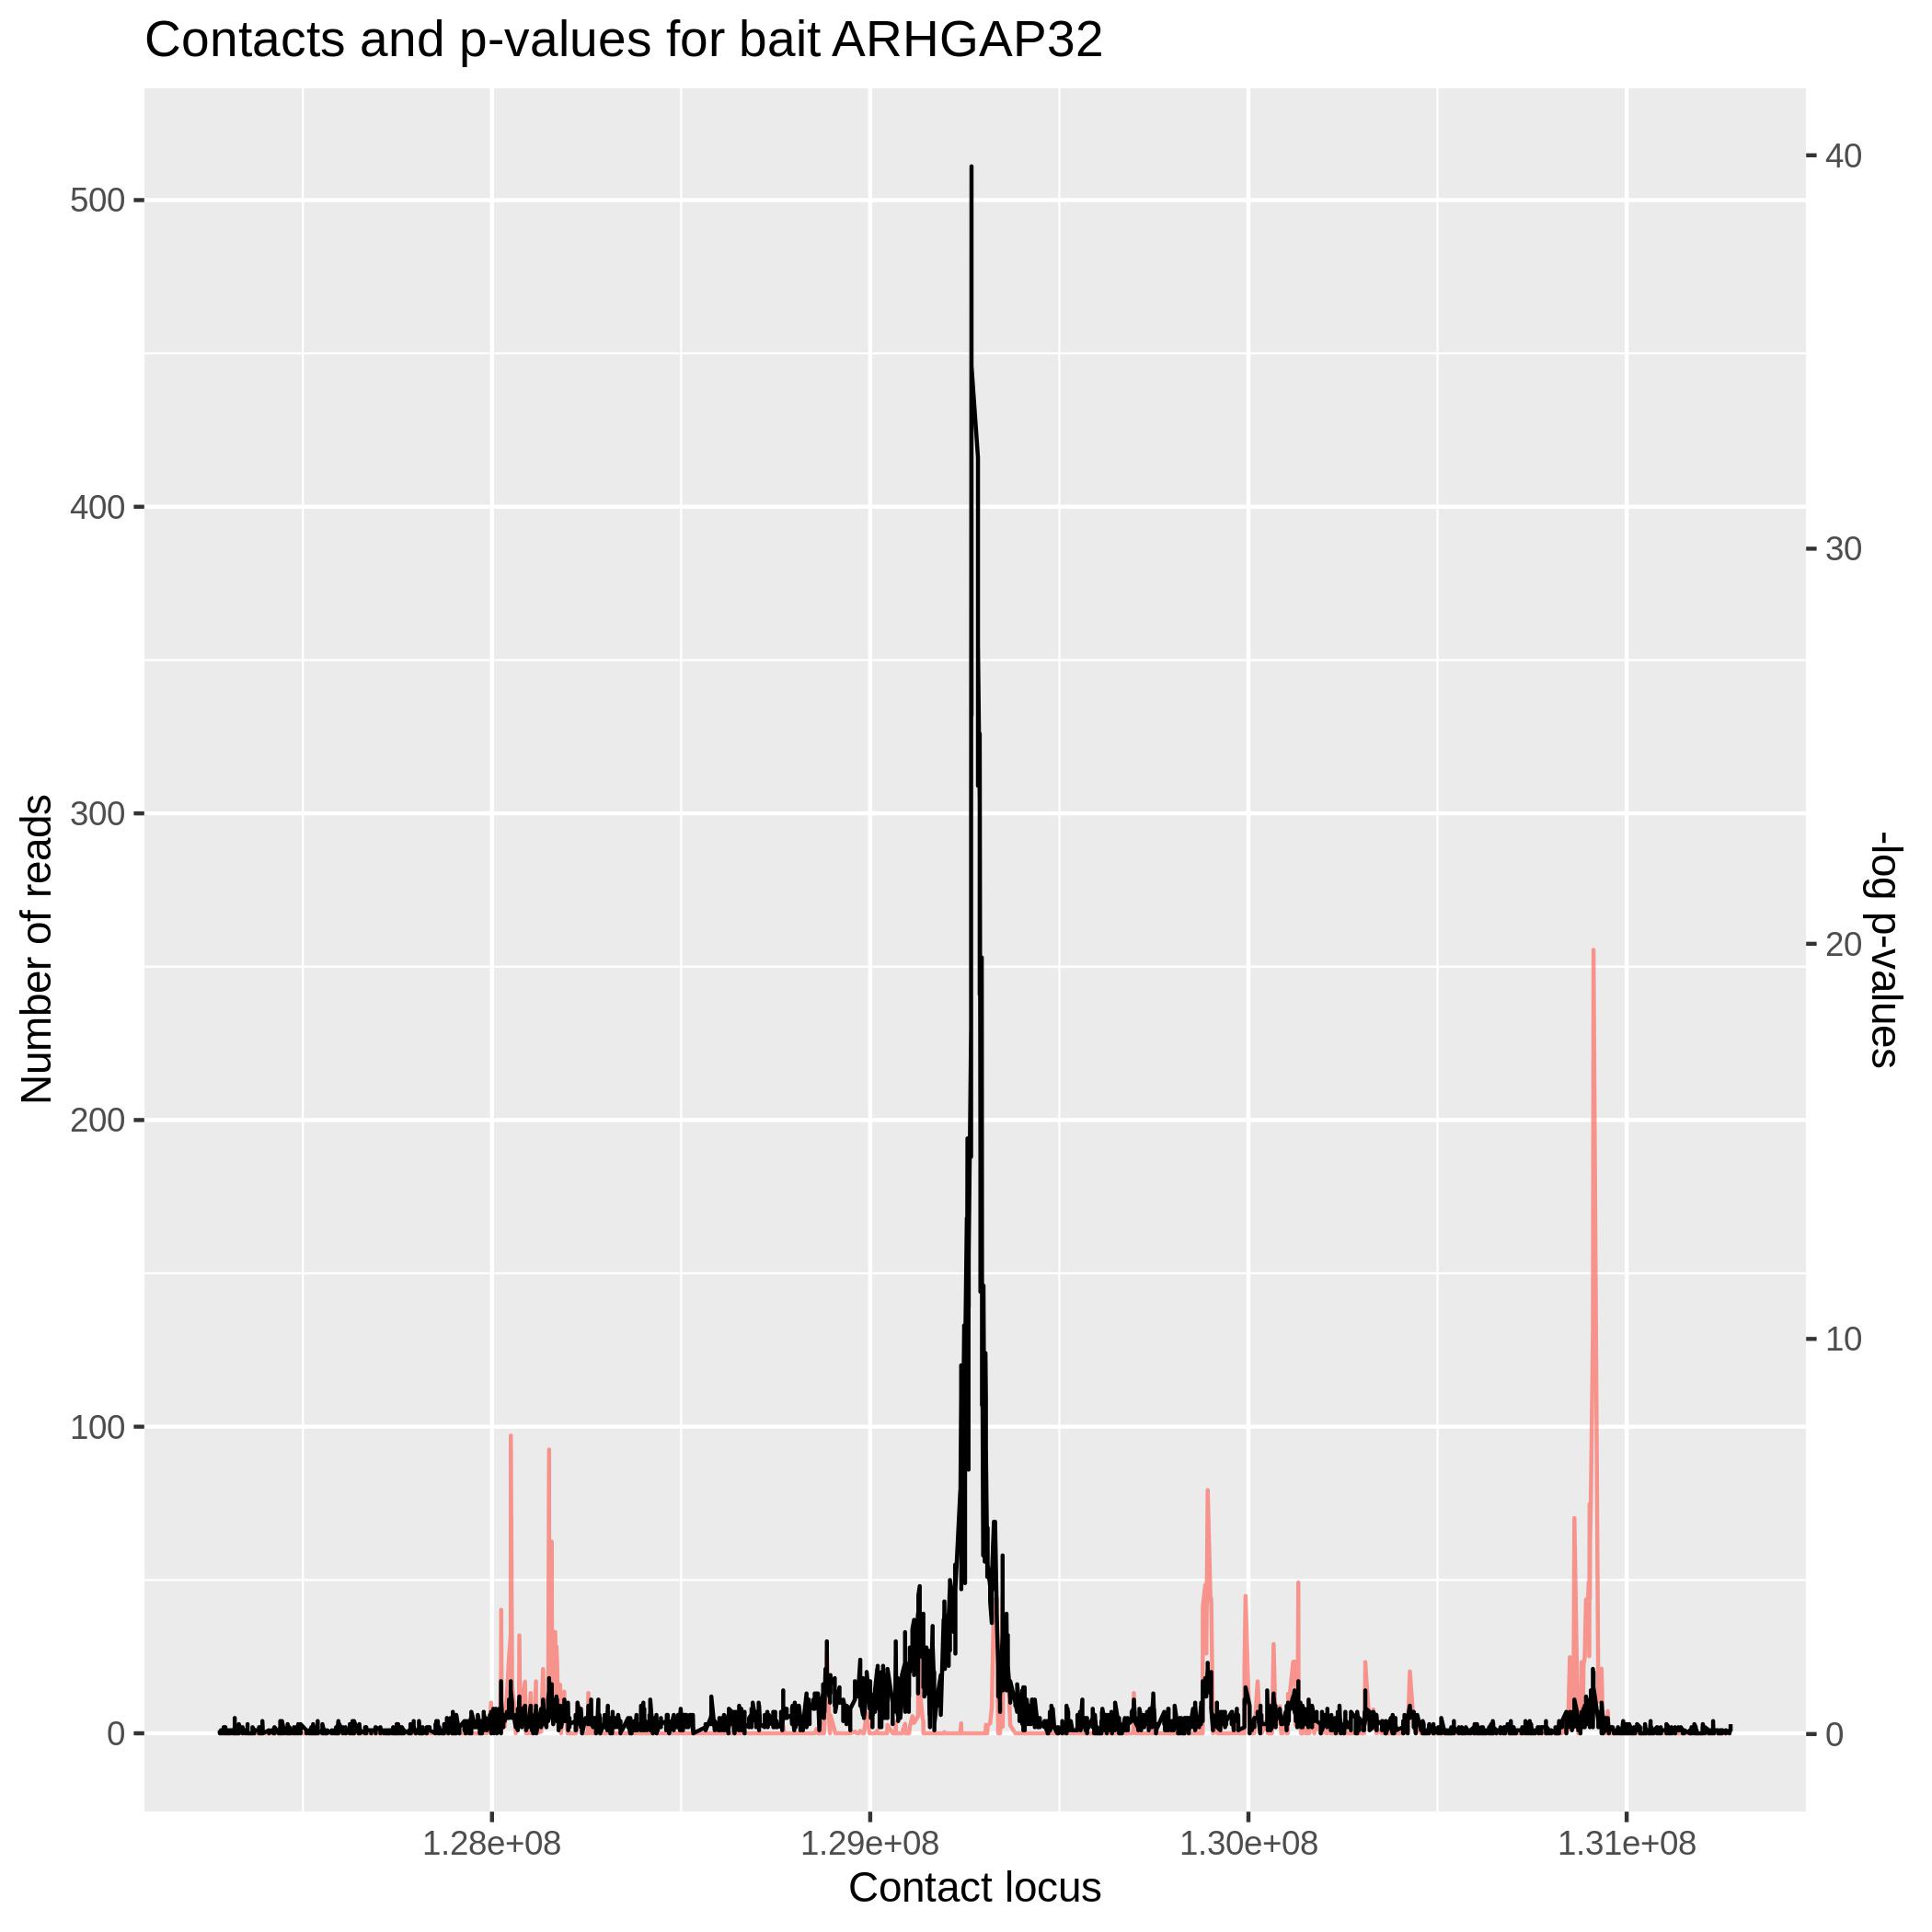 Contacts and p-values for bait ARHGAP32
Number of reads
500
400
300
200
100
0
40
30
20
10
0
-log p-values
1.28e+08 1.29e+08 1.30e+08 1.31e+08
Contact locus